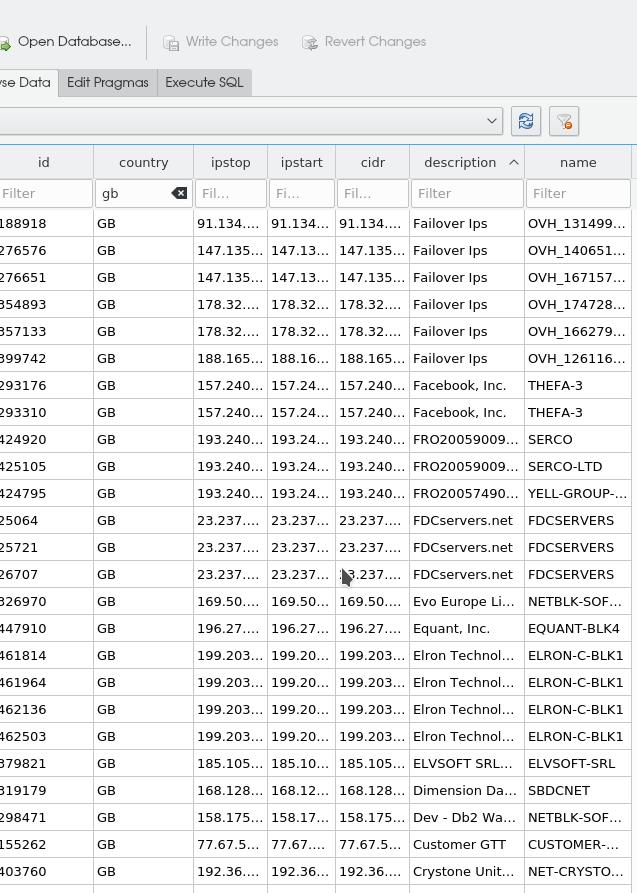 Open Database... Write Changes Revert Changes
se Data Edit Pragmas Execute SQL
id country ipstop ipstart cidr description name
Filter gb Fil... Fi... Fil... Filter Filter
188918 GB 91.134.... 91.134... 91.134.... Failover Ips OVH_131499...
276576 GB 147.135... 147.13... 147.135... Failover Ips OVH_140651...
276651 GB 147.135... 147.13... 147.135... Failover Ips OVH_167157...
354893 GB 178.32.... 178.32... 178.32.... Failover Ips OVH_174728...
357133 GB 178.32.... 178.32... 178.32.... Failover Ips OVH_166279...
399742 GB 188.165... 188.16... 188.165... Failover Ips OVH_126116...
293176 GB 157.240... 157.24... 157.240... Facebook, Inc. THEFA-3
293310 GB 157.240... 157.24... 157.240... Facebook, Inc. THEFA-3
424920 GB 193.240... 193.24... 193.240... FRO20059009... SERCO
425105 GB 193.240... 193.24... 193.240... FRO20059009... SERCO-LTD
424795 GB 193.240... 193.24... 193.240... FRO20057490... YELL-GROUP-...
25064 GB 23.237.... 23.237... 23.237.... FDCservers.net FDCSERVERS
25721 GB 23.237.... 23.237... 23.237.... FDCservers.net FDCSERVERS
26707 GB 23.237.... 23.237... 23.237.... FDCservers.net FDCSERVERS
326970 GB 169.50.... 169.50... 169.50.... Evo Europe Li... NETBLK-SOF...
447910 GB 196.27.... 196.27... 196.27.... Equant, Inc. EQUANT-BLK4
461814 GB 199.203... 199.20... 199.203... Elron Technol... ELRON-C-BLK1
461964 GB 199.203... 199.20... 199.203... Elron Technol... ELRON-C-BLK1
462136 GB 199.203... 199.20... 199.203... Elron Technol... ELRON-C-BLK1
462503 GB 199.203... 199.20... 199.203... Elron Technol... ELRON-C-BLK1
379821 GB 185.105... 185.10... 185.105... ELVSOFT SRL... ELVSOFT-SRL
319179 GB 168.128... 168.12... 168.128... Dimension Da... SBDCNET
298471 GB 158.175... 158.17... 158.175... Dev - Db2 Wa... NETBLK-SOF...
155262 GB 77.67.5... 77.67.... 77.67.5... Customer GTT CUSTOMER-...
403760 GB 192.36.... 192.36... 192.36.... Crystone Unit... NET-CRYSTO...